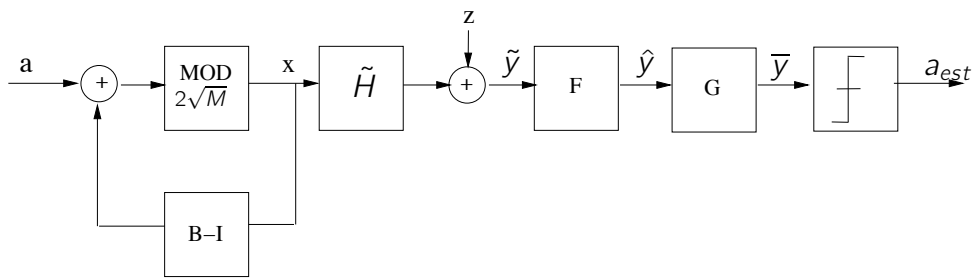 z
a
+
MOD
2√M
x
H̃
+
ỹ
F
ŷ
G
y̅
a_est
B–I